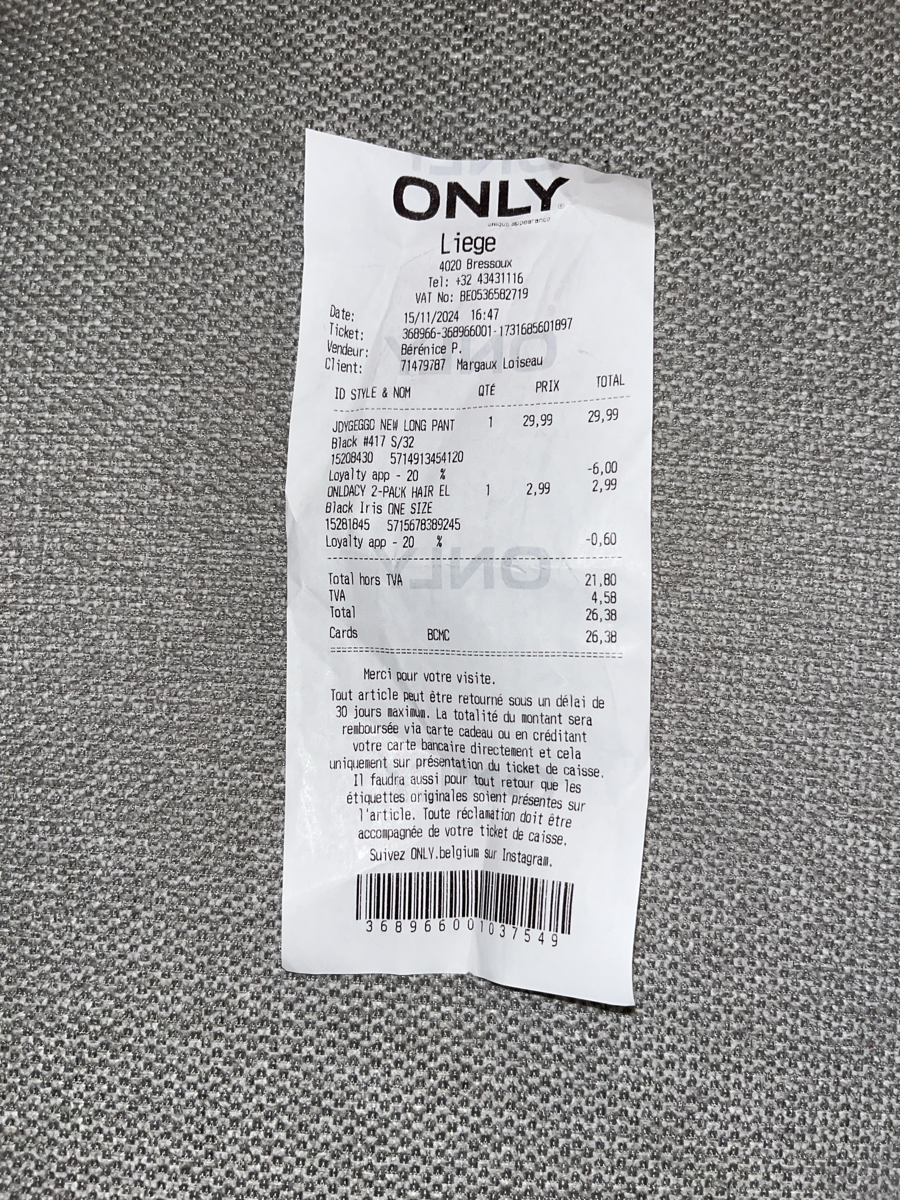 ONLY
unique appearance
Liege
4020 Bressoux
Tel: +32 43431116
VAT No: BE0536582719
Date: 15/11/2024 16:47
Ticket: 368966-368966001-1731685601897
Vendeur: Bérénice P.
Client: 71479787 Margaux Loiseau
ID STYLE & NOM QTÉ PRIX TOTAL
JDYGEGGO NEW LONG PANT 1 29,99 29,99
Black #417 S/32
15208430 5714913454120
Loyalty app - 20 % -6,00
ONLDACY 2-PACK HAIR EL 1 2,99 2,99
Black Iris ONE SIZE
15281845 5715678389245
Loyalty app - 20 % -0,60
Total hors TVA 21,80
TVA 4,58
Total 26,38
Cards BCMC 26,38
Merci pour votre visite.
Tout article peut être retourné sous un délai de
30 jours maximum. La totalité du montant sera
remboursée via carte cadeau ou en créditant
votre carte bancaire directement et cela
uniquement sur présentation du ticket de caisse.
Il faudra aussi pour tout retour que les
étiquettes originales soient présentes sur
l'article. Toute réclamation doit être
accompagnée de votre ticket de caisse.
Suivez ONLY.belgium sur Instagram.
368966001037549